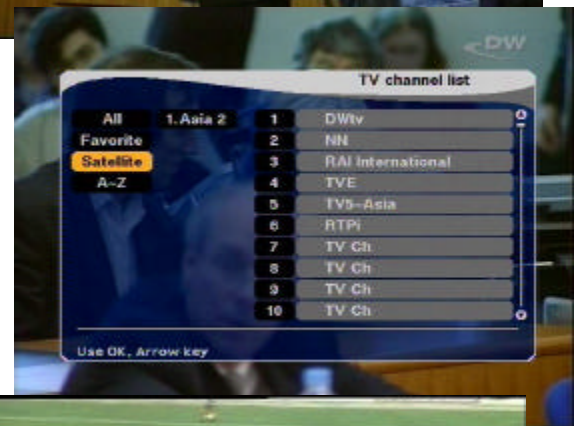 DW
TV channel list
All 1.Asia 2 1 DWtv
Favorite 2 NN
Satellite 3 RAI International
A~Z 4 TVE
5 TV5-Asia
6 RTPi
7 TV Ch
8 TV Ch
9 TV Ch
10 TV Ch
Use OK, Arrow key